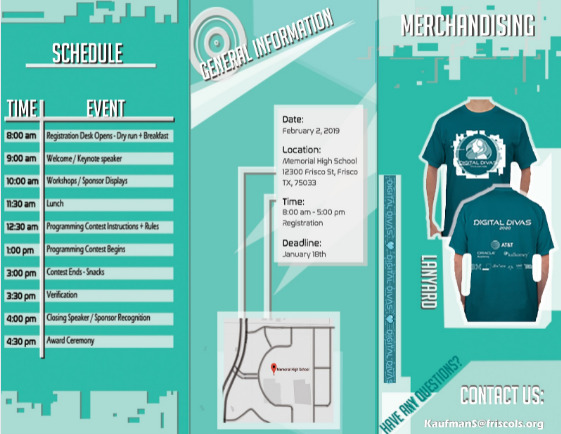 SCHEDULE
TIME EVENT
8:00 am Registration Desk Opens - Dry run + Breakfast
9:00 am Welcome / Keynote speaker
10:00 am Workshops / Sponsor Displays
11:30 am Lunch
12:30 am Programming Contest Instructions + Rules
1:00 pm Programming Contest Begins
3:00 pm Contest Ends - Snacks
3:30 pm Verification
4:00 pm Closing Speaker / Sponsor Recognition
4:30 pm Award Ceremony
GENERAL INFORMATION
Date:
February 2, 2019
Location:
Memorial High School
12300 Frisco St, Frisco
TX, 75033
Time:
8:00 am - 5:00 pm
Registration
Deadline:
January 18th
Memorial High School
MERCHANDISING
DIGITAL DIVAS
DIGITAL DIVAS
2020
AT&T
ORACLE
IBM
LANYARD
DIGITAL DIVAS
DIGITAL DIVAS
DIGITAL DIVAS
HAVE ANY QUESTIONS?
CONTACT US:
KaufmanS@friscols.org